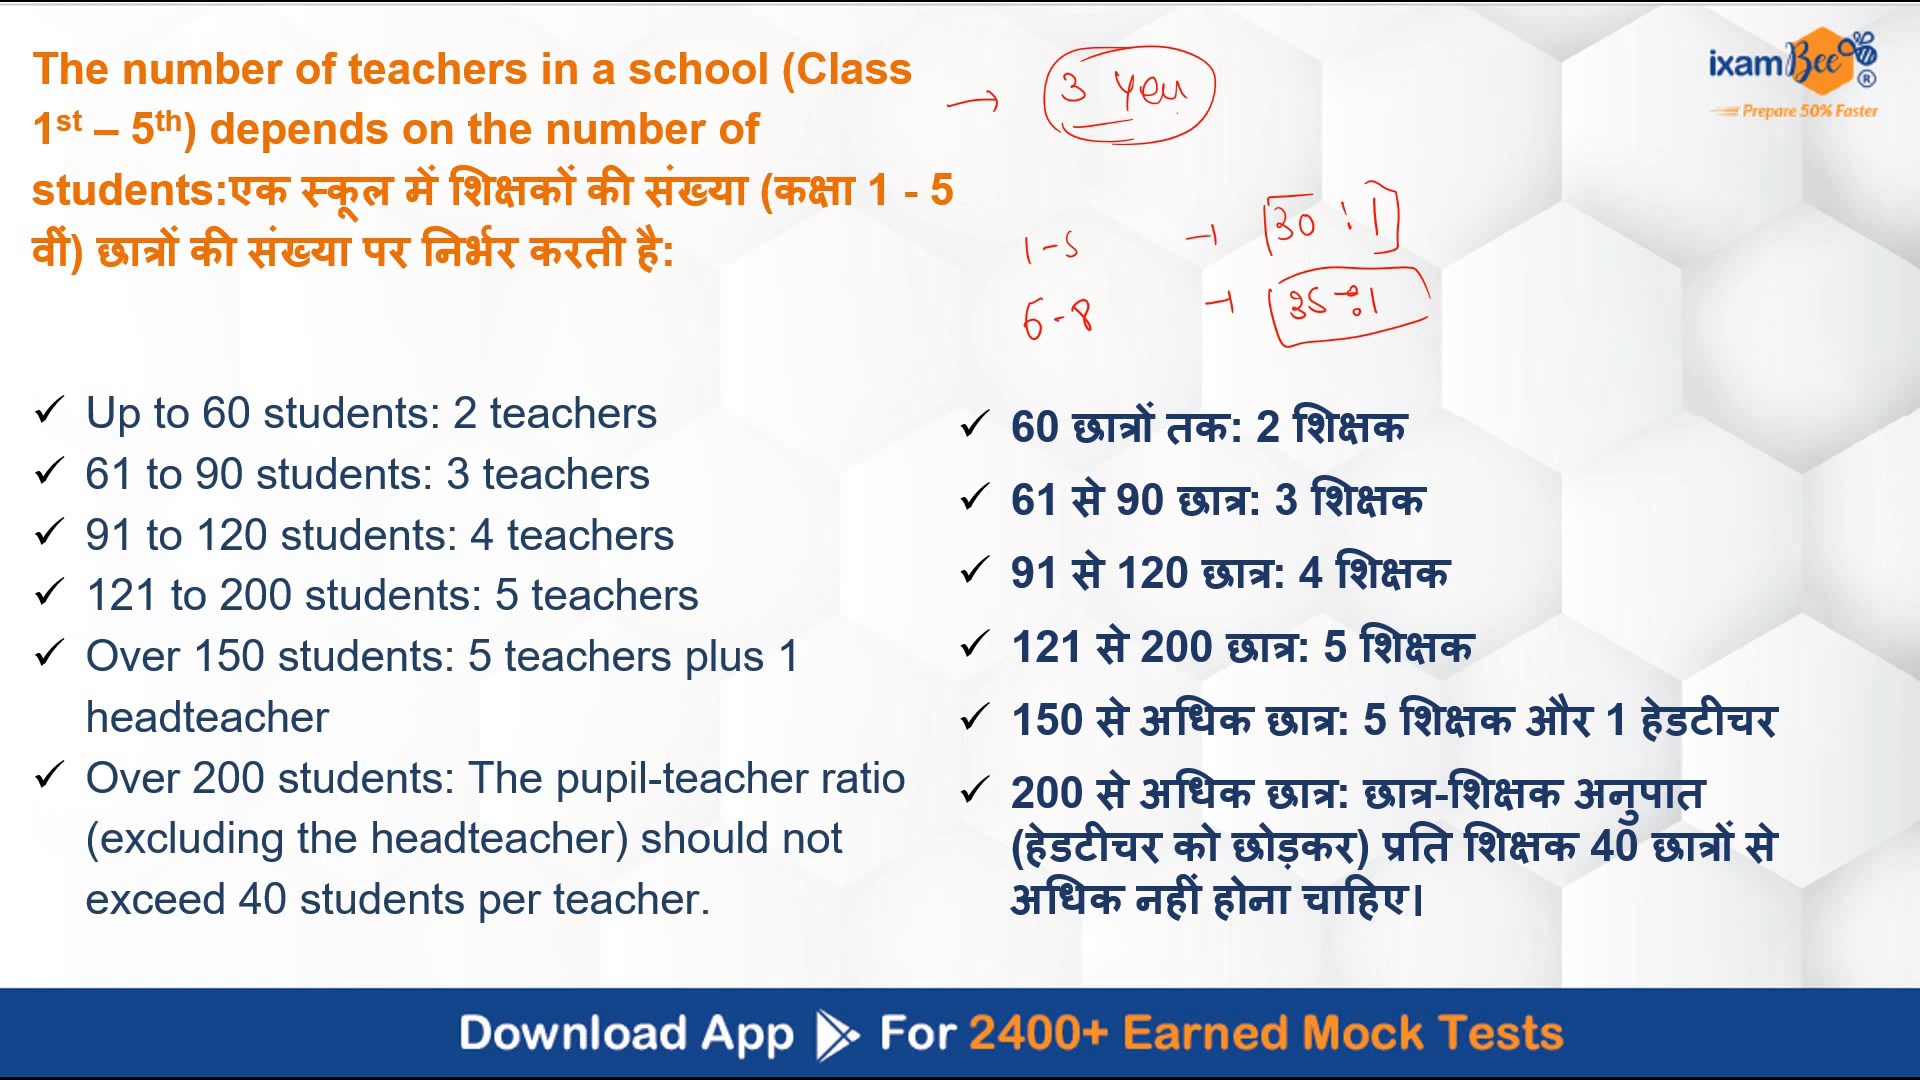 The number of teachers in a school (Class
1st – 5th) depends on the number of
students:एक स्कूल में शिक्षकों की संख्या (कक्षा 1 - 5
वीं) छात्रों की संख्या पर निर्भर करती है:
→ 3 Year
1-5 → 30 : 1
6-8 → 35 : 1
ixamBee ®
Prepare 50% Faster
✓ Up to 60 students: 2 teachers
✓ 61 to 90 students: 3 teachers
✓ 91 to 120 students: 4 teachers
✓ 121 to 200 students: 5 teachers
✓ Over 150 students: 5 teachers plus 1
headteacher
✓ Over 200 students: The pupil-teacher ratio
(excluding the headteacher) should not
exceed 40 students per teacher.
✓ 60 छात्रों तक: 2 शिक्षक
✓ 61 से 90 छात्र: 3 शिक्षक
✓ 91 से 120 छात्र: 4 शिक्षक
✓ 121 से 200 छात्र: 5 शिक्षक
✓ 150 से अधिक छात्र: 5 शिक्षक और 1 हेडटीचर
✓ 200 से अधिक छात्र: छात्र-शिक्षक अनुपात
(हेडटीचर को छोड़कर) प्रति शिक्षक 40 छात्रों से
अधिक नहीं होना चाहिए।
Download App For 2400+ Earned Mock Tests